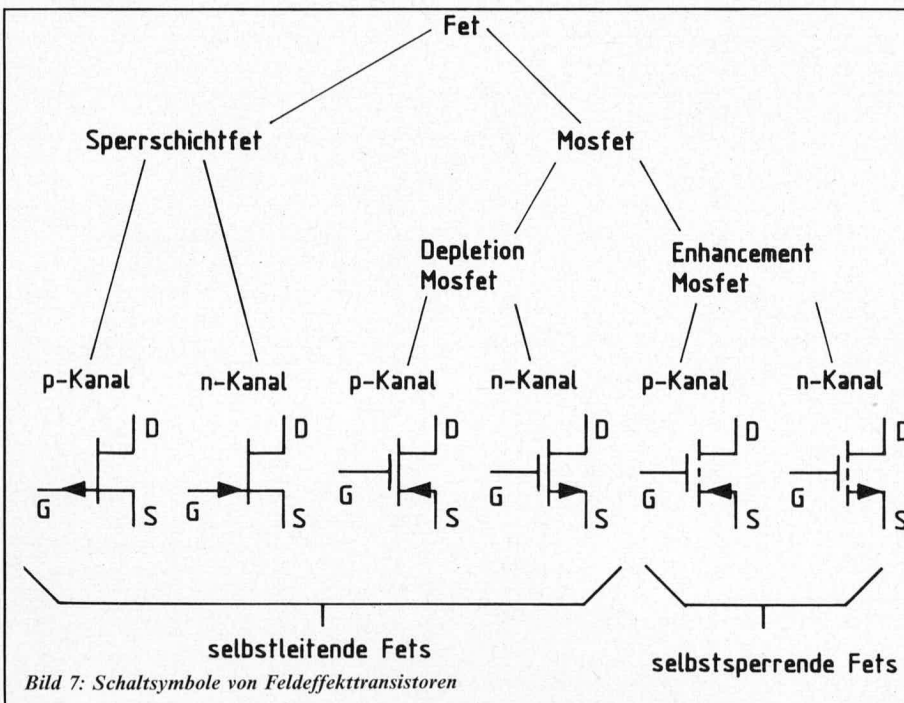 Fet
Sperrschichtfet Mosfet
Depletion Mosfet Enhancement Mosfet
p-Kanal n-Kanal p-Kanal n-Kanal p-Kanal n-Kanal
D D D D D D
G G G G G G
S S S S S S
selbstleitende Fets
selbstsperrende Fets
Bild 7: Schaltsymbole von Feldeffekttransistoren